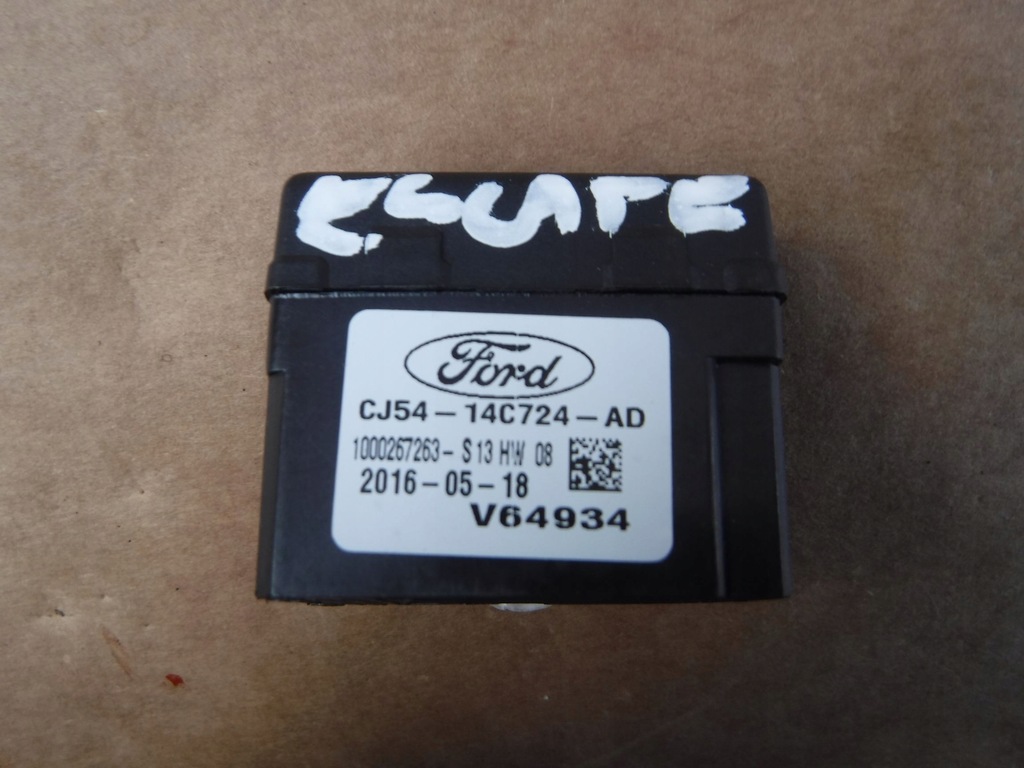 ESCAPE
Ford
CJ54-14C724-AD
1000267263-S13 HW 08
2016-05-18
V64934